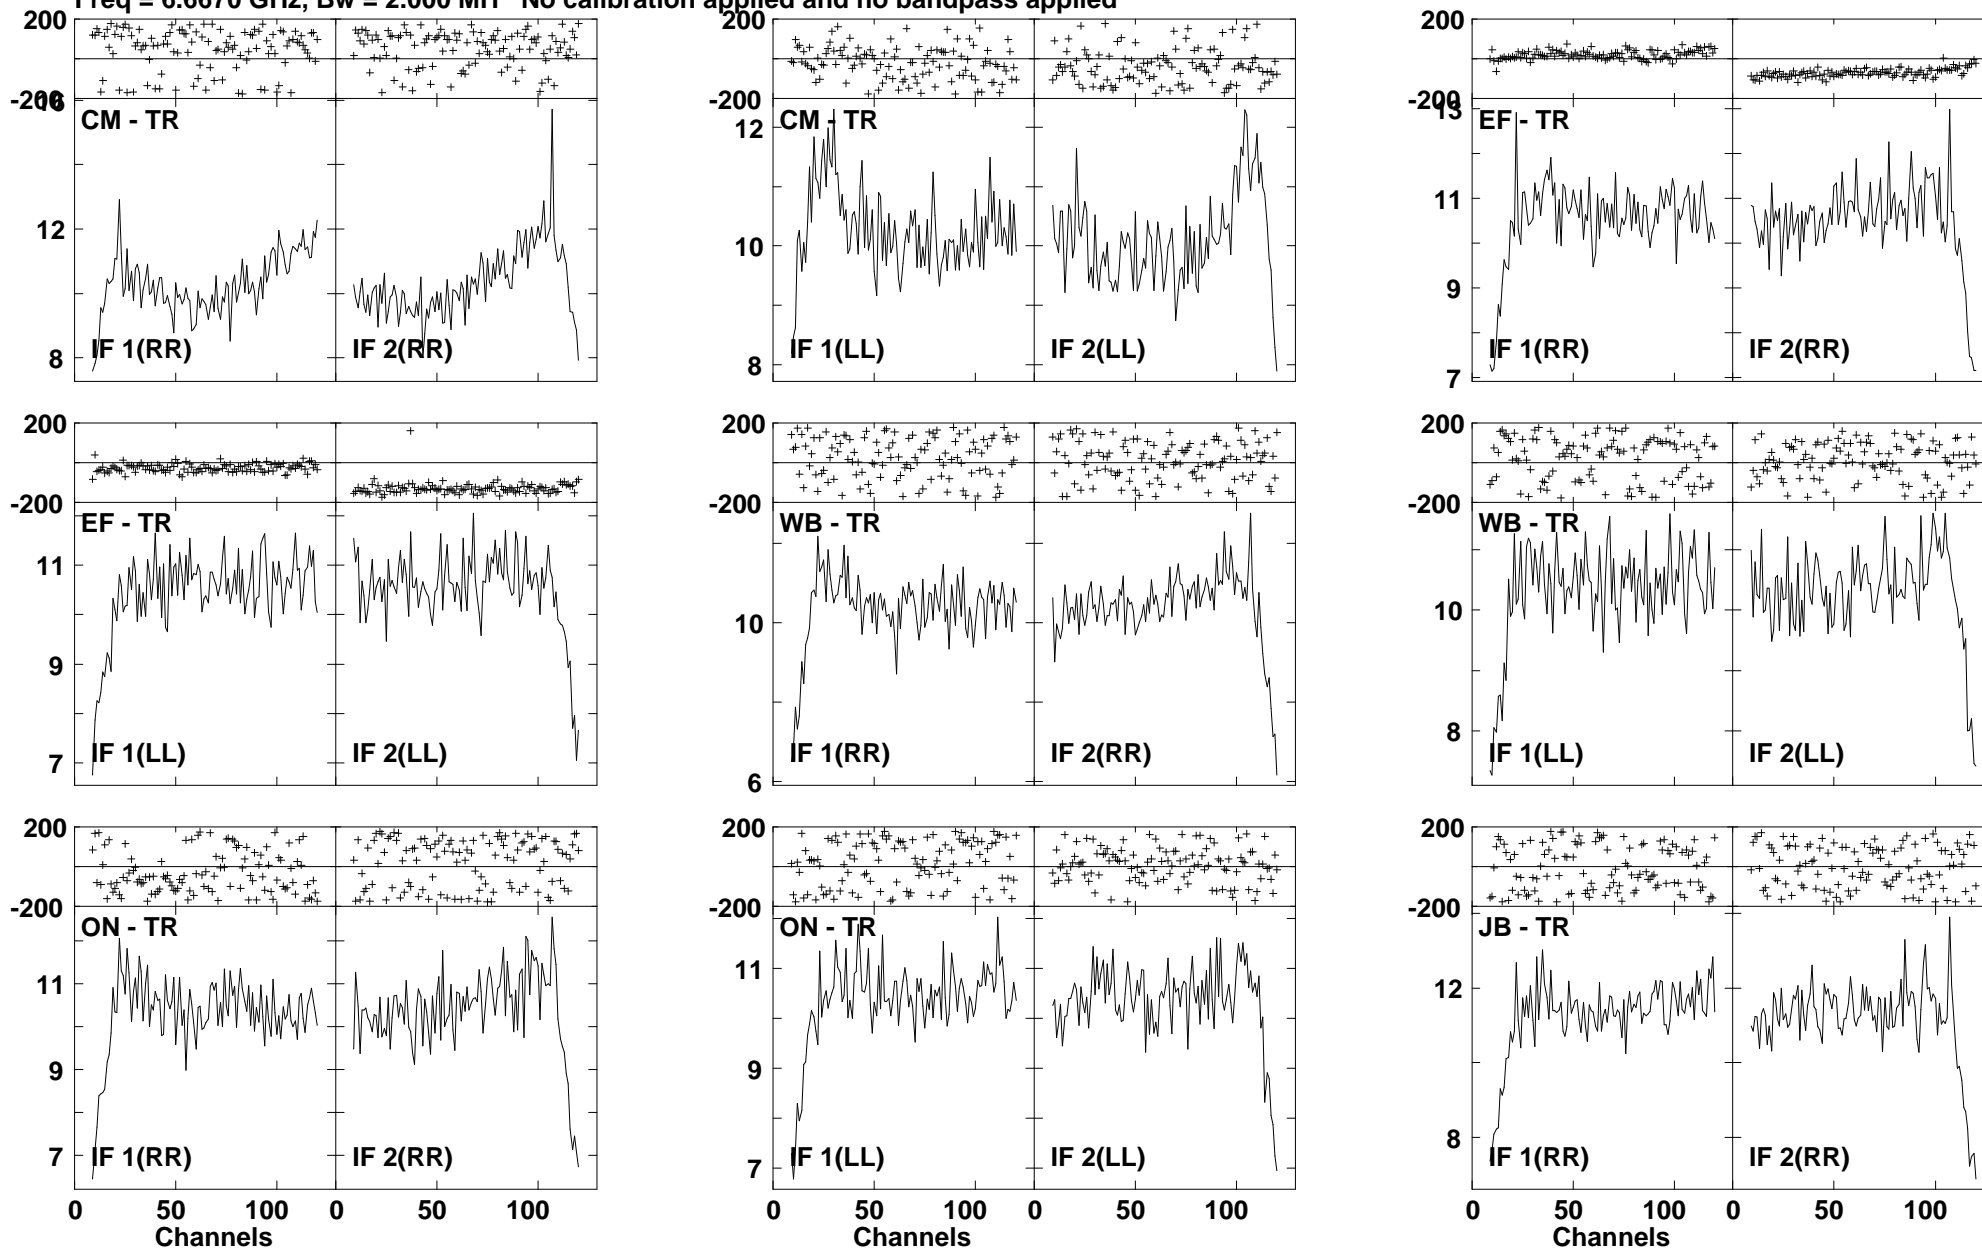 Freq = 6.6670 GHz, Bw = 2.000 MH No calibration applied and no bandpass applied
200
-200
16
CM - TR
12
8
IF 1(RR)
IF 2(RR)
CM - TR
200
-200
12
10
8
IF 1(LL)
IF 2(LL)
200
-200
13
EF - TR
11
9
7
IF 1(RR)
IF 2(RR)
200
-200
EF - TR
11
9
7
IF 1(LL)
IF 2(LL)
200
-200
WB - TR
10
6
IF 1(RR)
IF 2(RR)
200
-200
WB - TR
10
8
IF 1(LL)
IF 2(LL)
200
-200
ON - TR
11
9
7
IF 1(RR)
IF 2(RR)
0 50 100 0 50 100
Channels
200
-200
ON - TR
11
9
7
IF 1(LL)
IF 2(LL)
0 50 100 0 50 100
Channels
200
-200
JB - TR
12
8
IF 1(RR)
IF 2(RR)
0 50 100 0 50 100
Channels